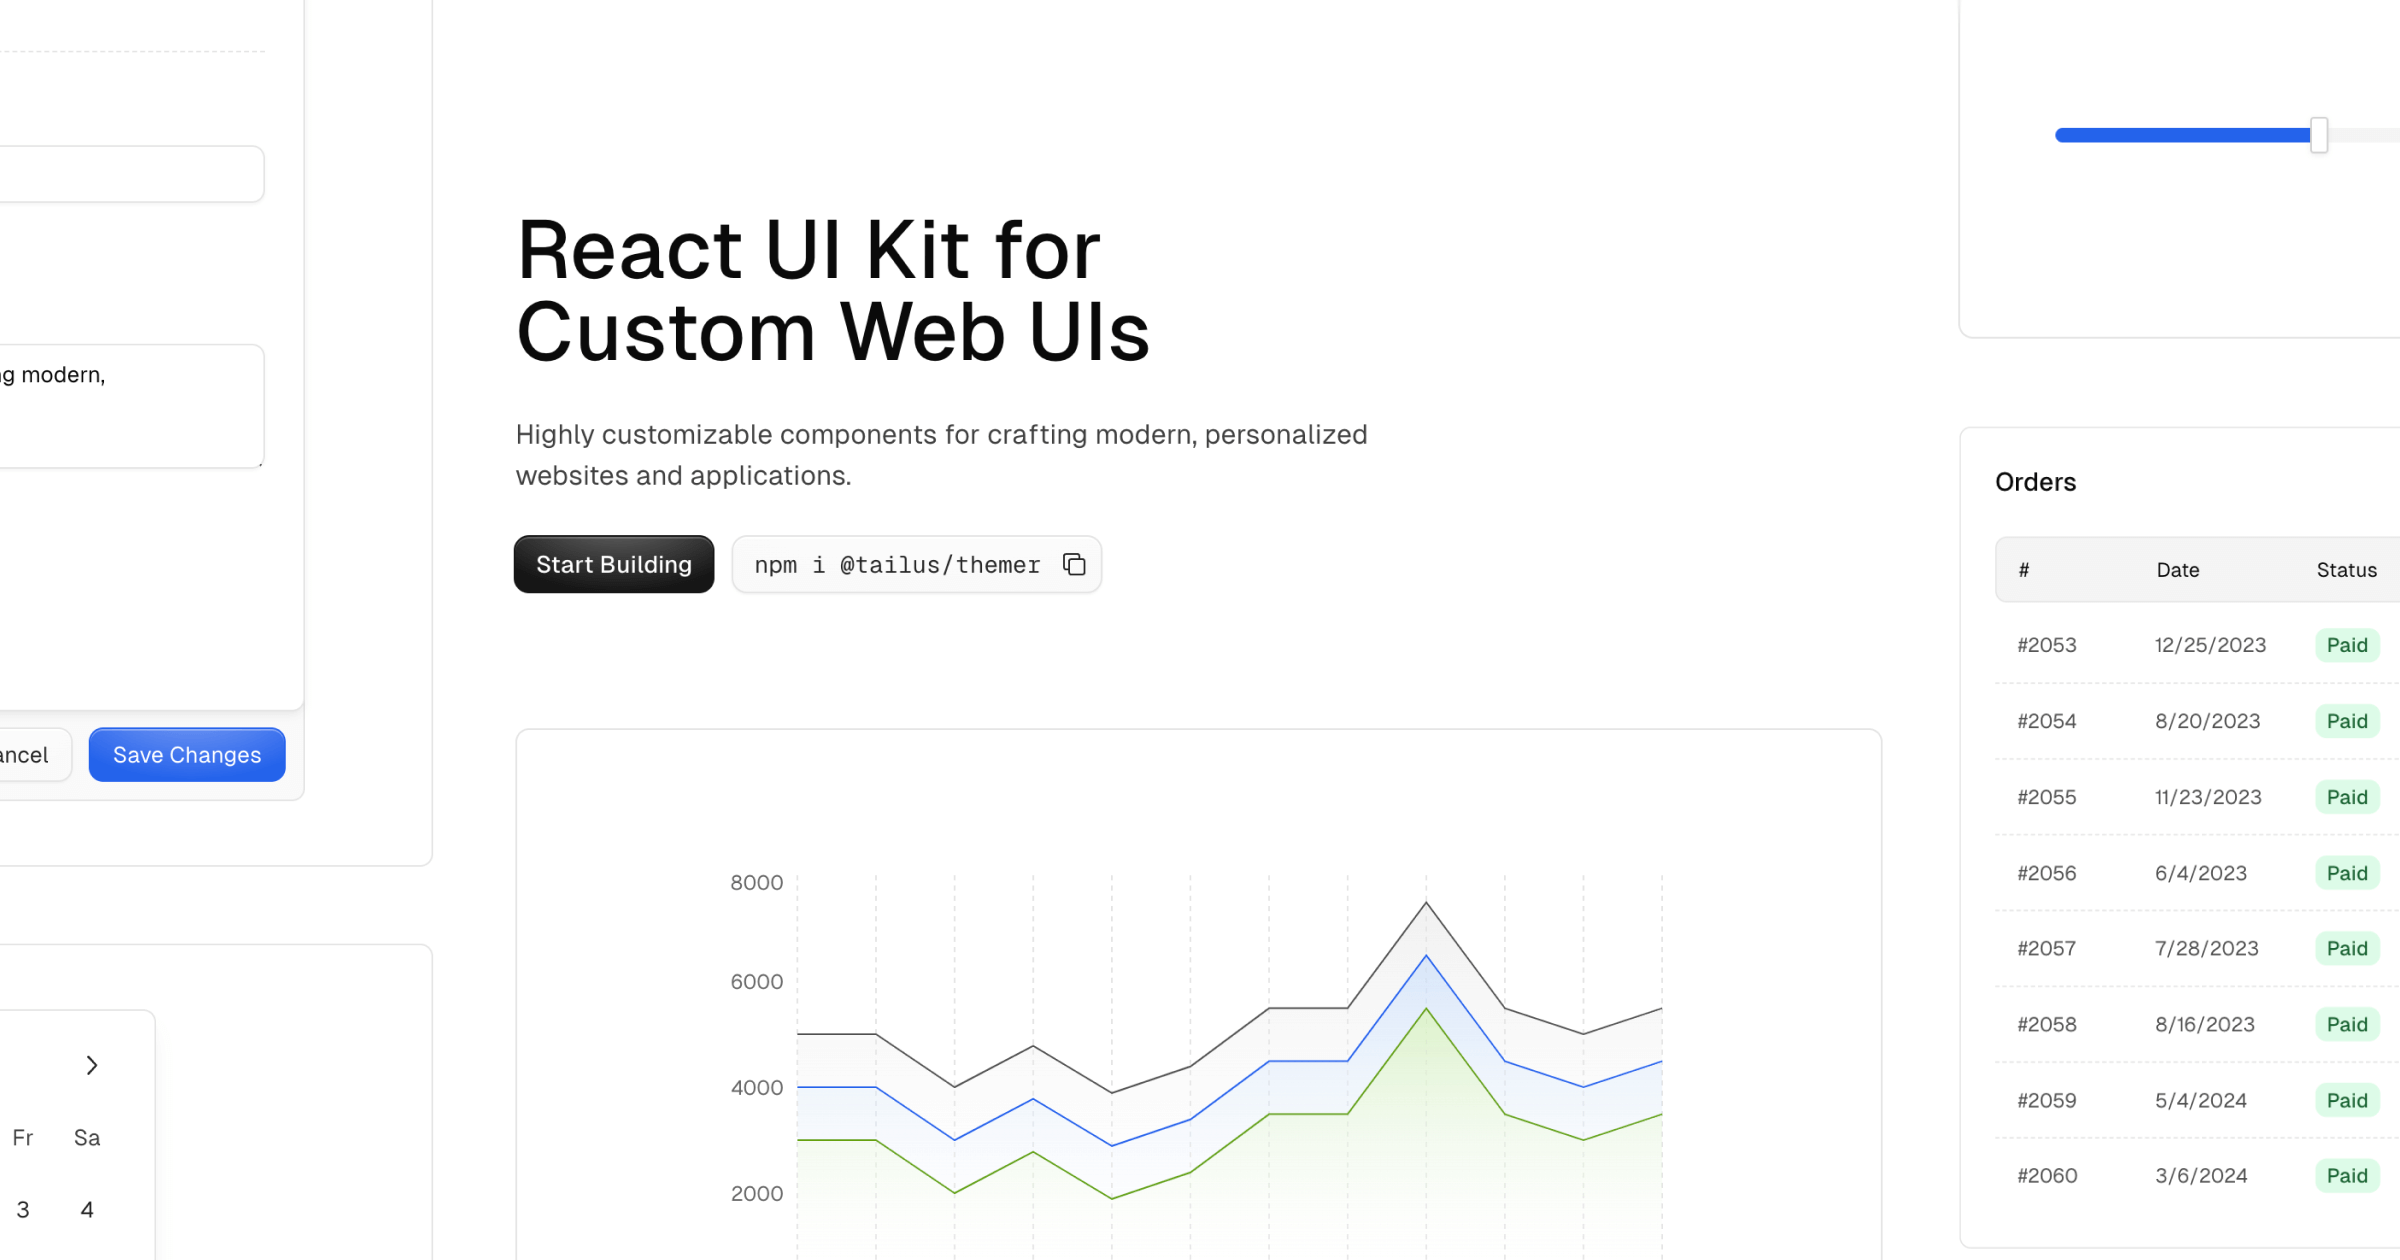 ng modern,
ancel
Save Changes
Fr Sa
3 4
React UI Kit for
Custom Web UIs
Highly customizable components for crafting modern, personalized
websites and applications.
Start Building
npm i @tailus/themer
8000
6000
4000
2000
Orders
# Date Status
#2053 12/25/2023 Paid
#2054 8/20/2023 Paid
#2055 11/23/2023 Paid
#2056 6/4/2023 Paid
#2057 7/28/2023 Paid
#2058 8/16/2023 Paid
#2059 5/4/2024 Paid
#2060 3/6/2024 Paid